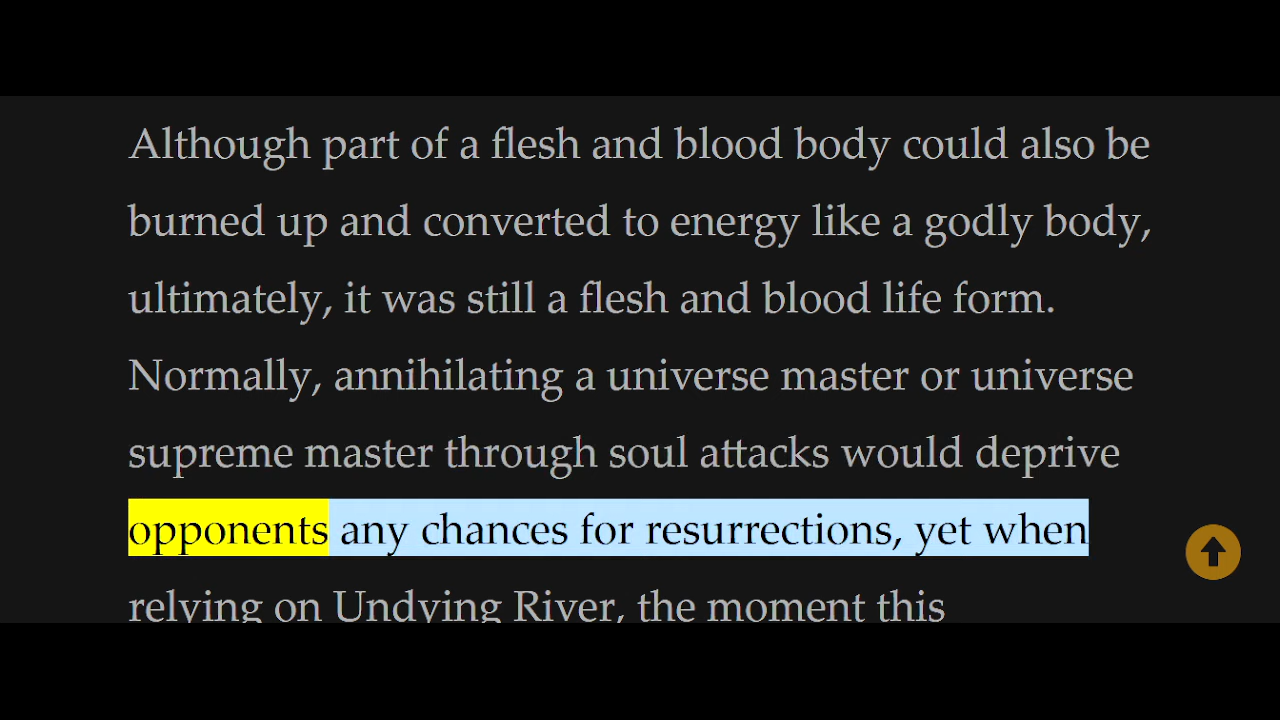 Although part of a flesh and blood body could also be
burned up and converted to energy like a godly body,
ultimately, it was still a flesh and blood life form.
Normally, annihilating a universe master or universe
supreme master through soul attacks would deprive
opponents any chances for resurrections, yet when
relying on Undying River, the moment this